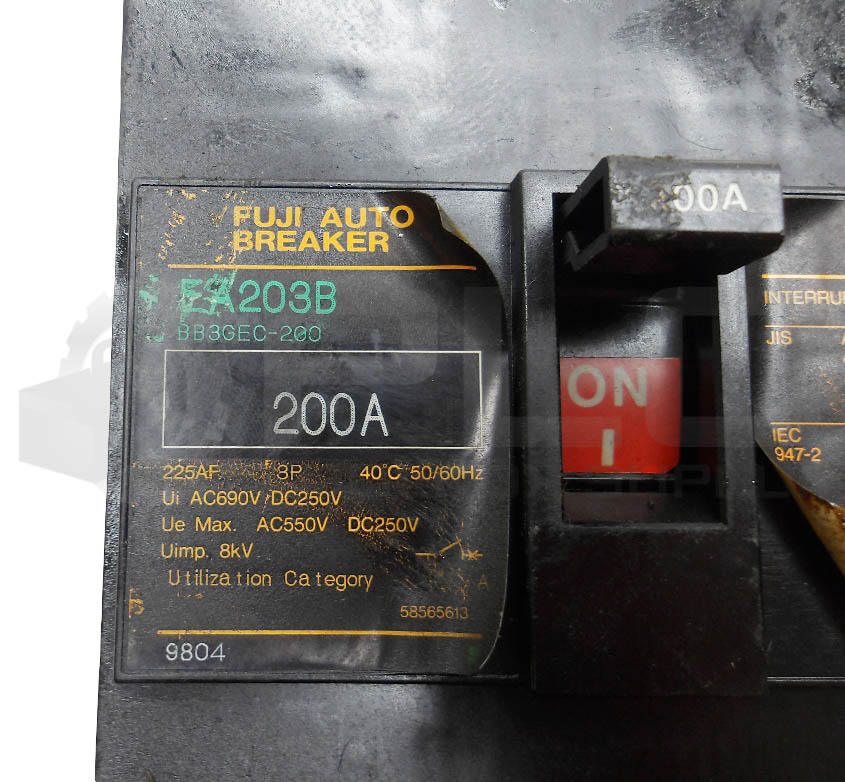 FUJI AUTO
BREAKER
EA203B
BB3GEC-200
200A
225AF 3P 40°C 50/60Hz
Ui AC690V DC250V
Ue Max. AC550V DC250V
Uimp. 8kV
Utilization Category A
58565613
9804
00A
ON
I
JIS
IEC
947-2